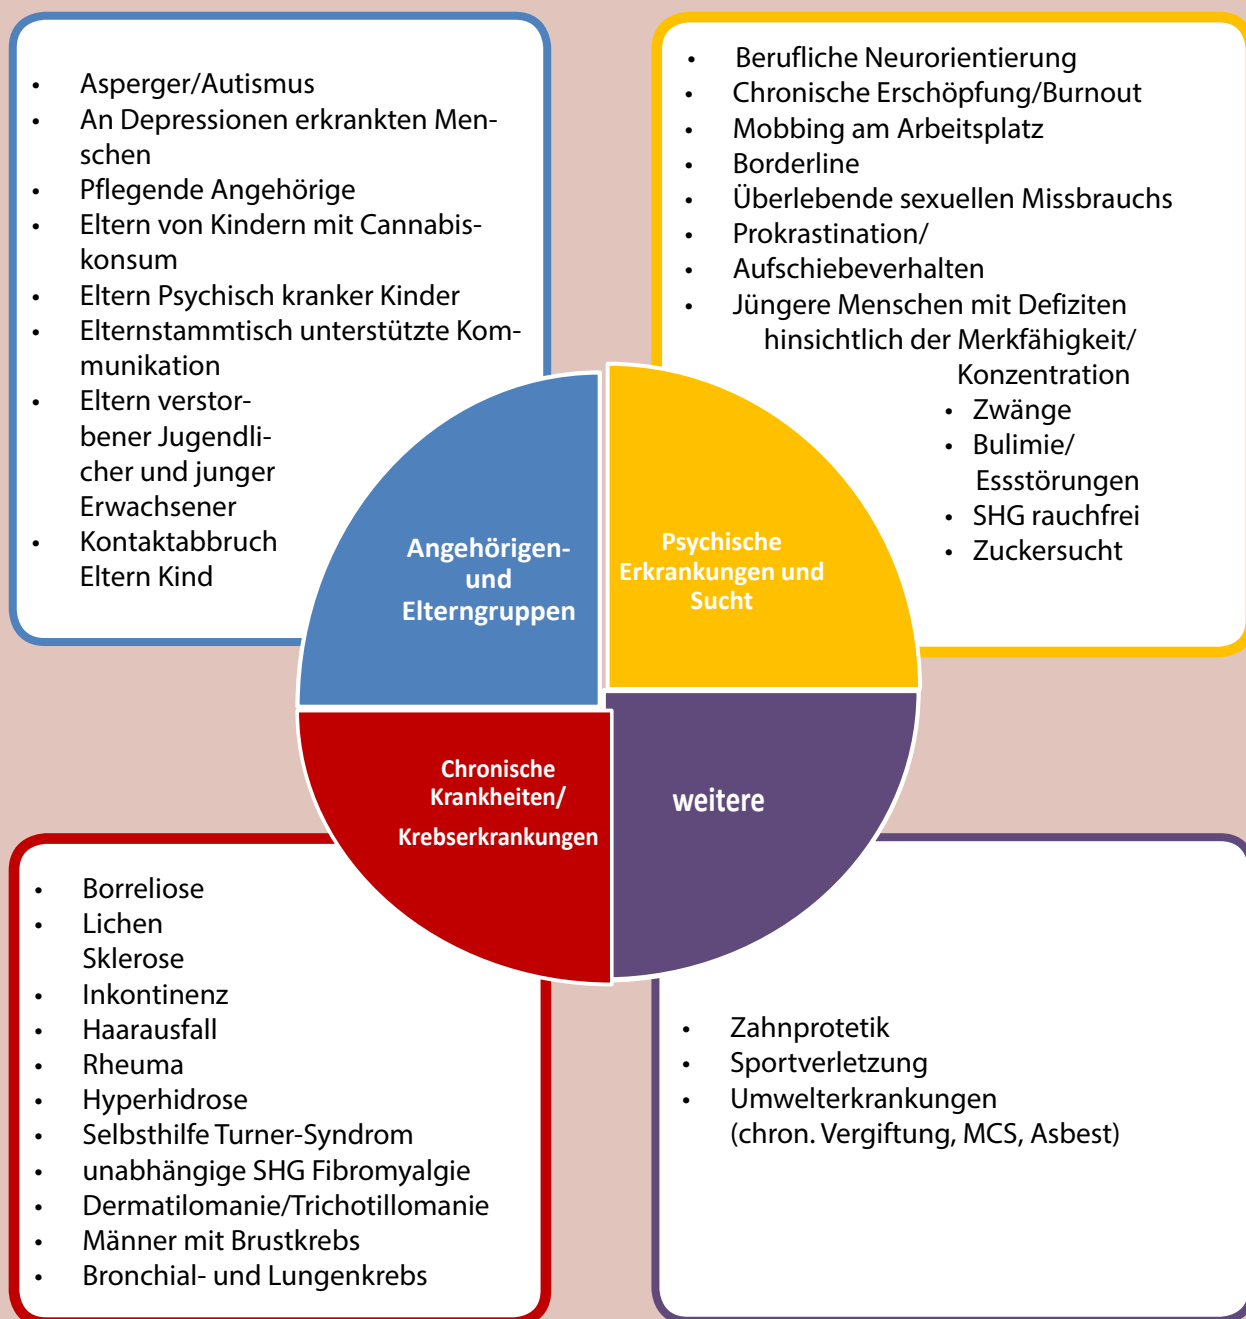 • Asperger/Autismus
• An Depressionen erkrankten Men-
schen
• Pflegende Angehörige
• Eltern von Kindern mit Cannabis-
konsum
• Eltern Psychisch kranker Kinder
• Elternstammtisch unterstützte Kom-
munikation
• Eltern verstor-
bener Jugendli-
cher und junger
Erwachsener
• Kontaktabbruch
Eltern Kind
• Berufliche Neurorientierung
• Chronische Erschöpfung/Burnout
• Mobbing am Arbeitsplatz
• Borderline
• Überlebende sexuellen Missbrauchs
• Prokrastination/
• Aufschiebeverhalten
• Jüngere Menschen mit Defiziten
hinsichtlich der Merkfähigkeit/
Konzentration
• Zwänge
• Bulimie/
Essstörungen
• SHG rauchfrei
• Zuckersucht
Angehörigen-
und
Elterngruppen
Psychische
Erkrankungen und
Sucht
Chronische
Krankheiten/
Krebserkrankungen
weitere
• Borreliose
• Lichen
Sklerose
• Inkontinenz
• Haarausfall
• Rheuma
• Hyperhidrose
• Selbsthilfe Turner-Syndrom
• unabhängige SHG Fibromyalgie
• Dermatilomanie/Trichotillomanie
• Männer mit Brustkrebs
• Bronchial- und Lungenkrebs
• Zahnprotetik
• Sportverletzung
• Umwelterkrankungen
(chron. Vergiftung, MCS, Asbest)